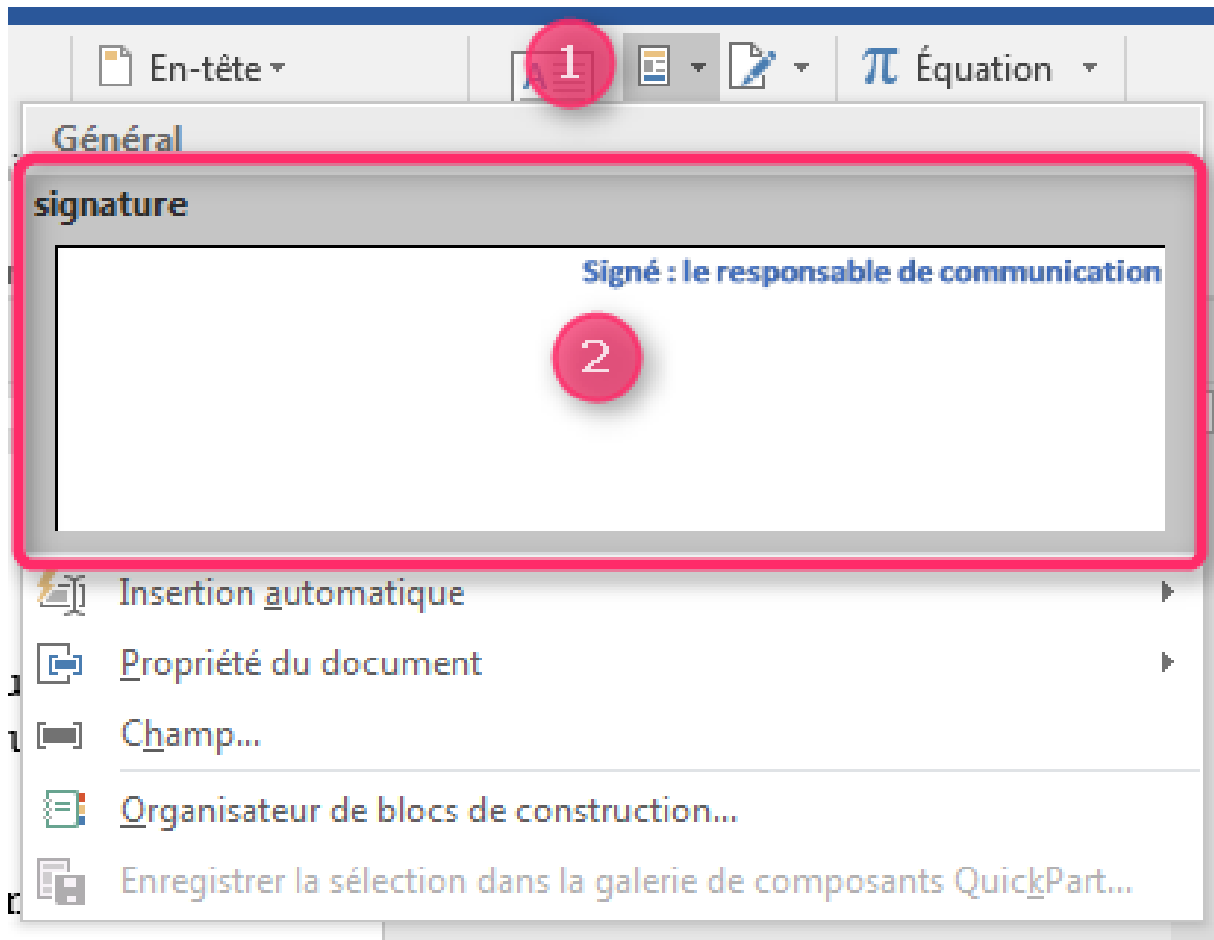 En-tête
1
π Équation
Général
signature
Signé : le responsable de communication
2
Insertion automatique
Propriété du document
Champ...
Organisateur de blocs de construction...
Enregistrer la sélection dans la galerie de composants QuickPart...